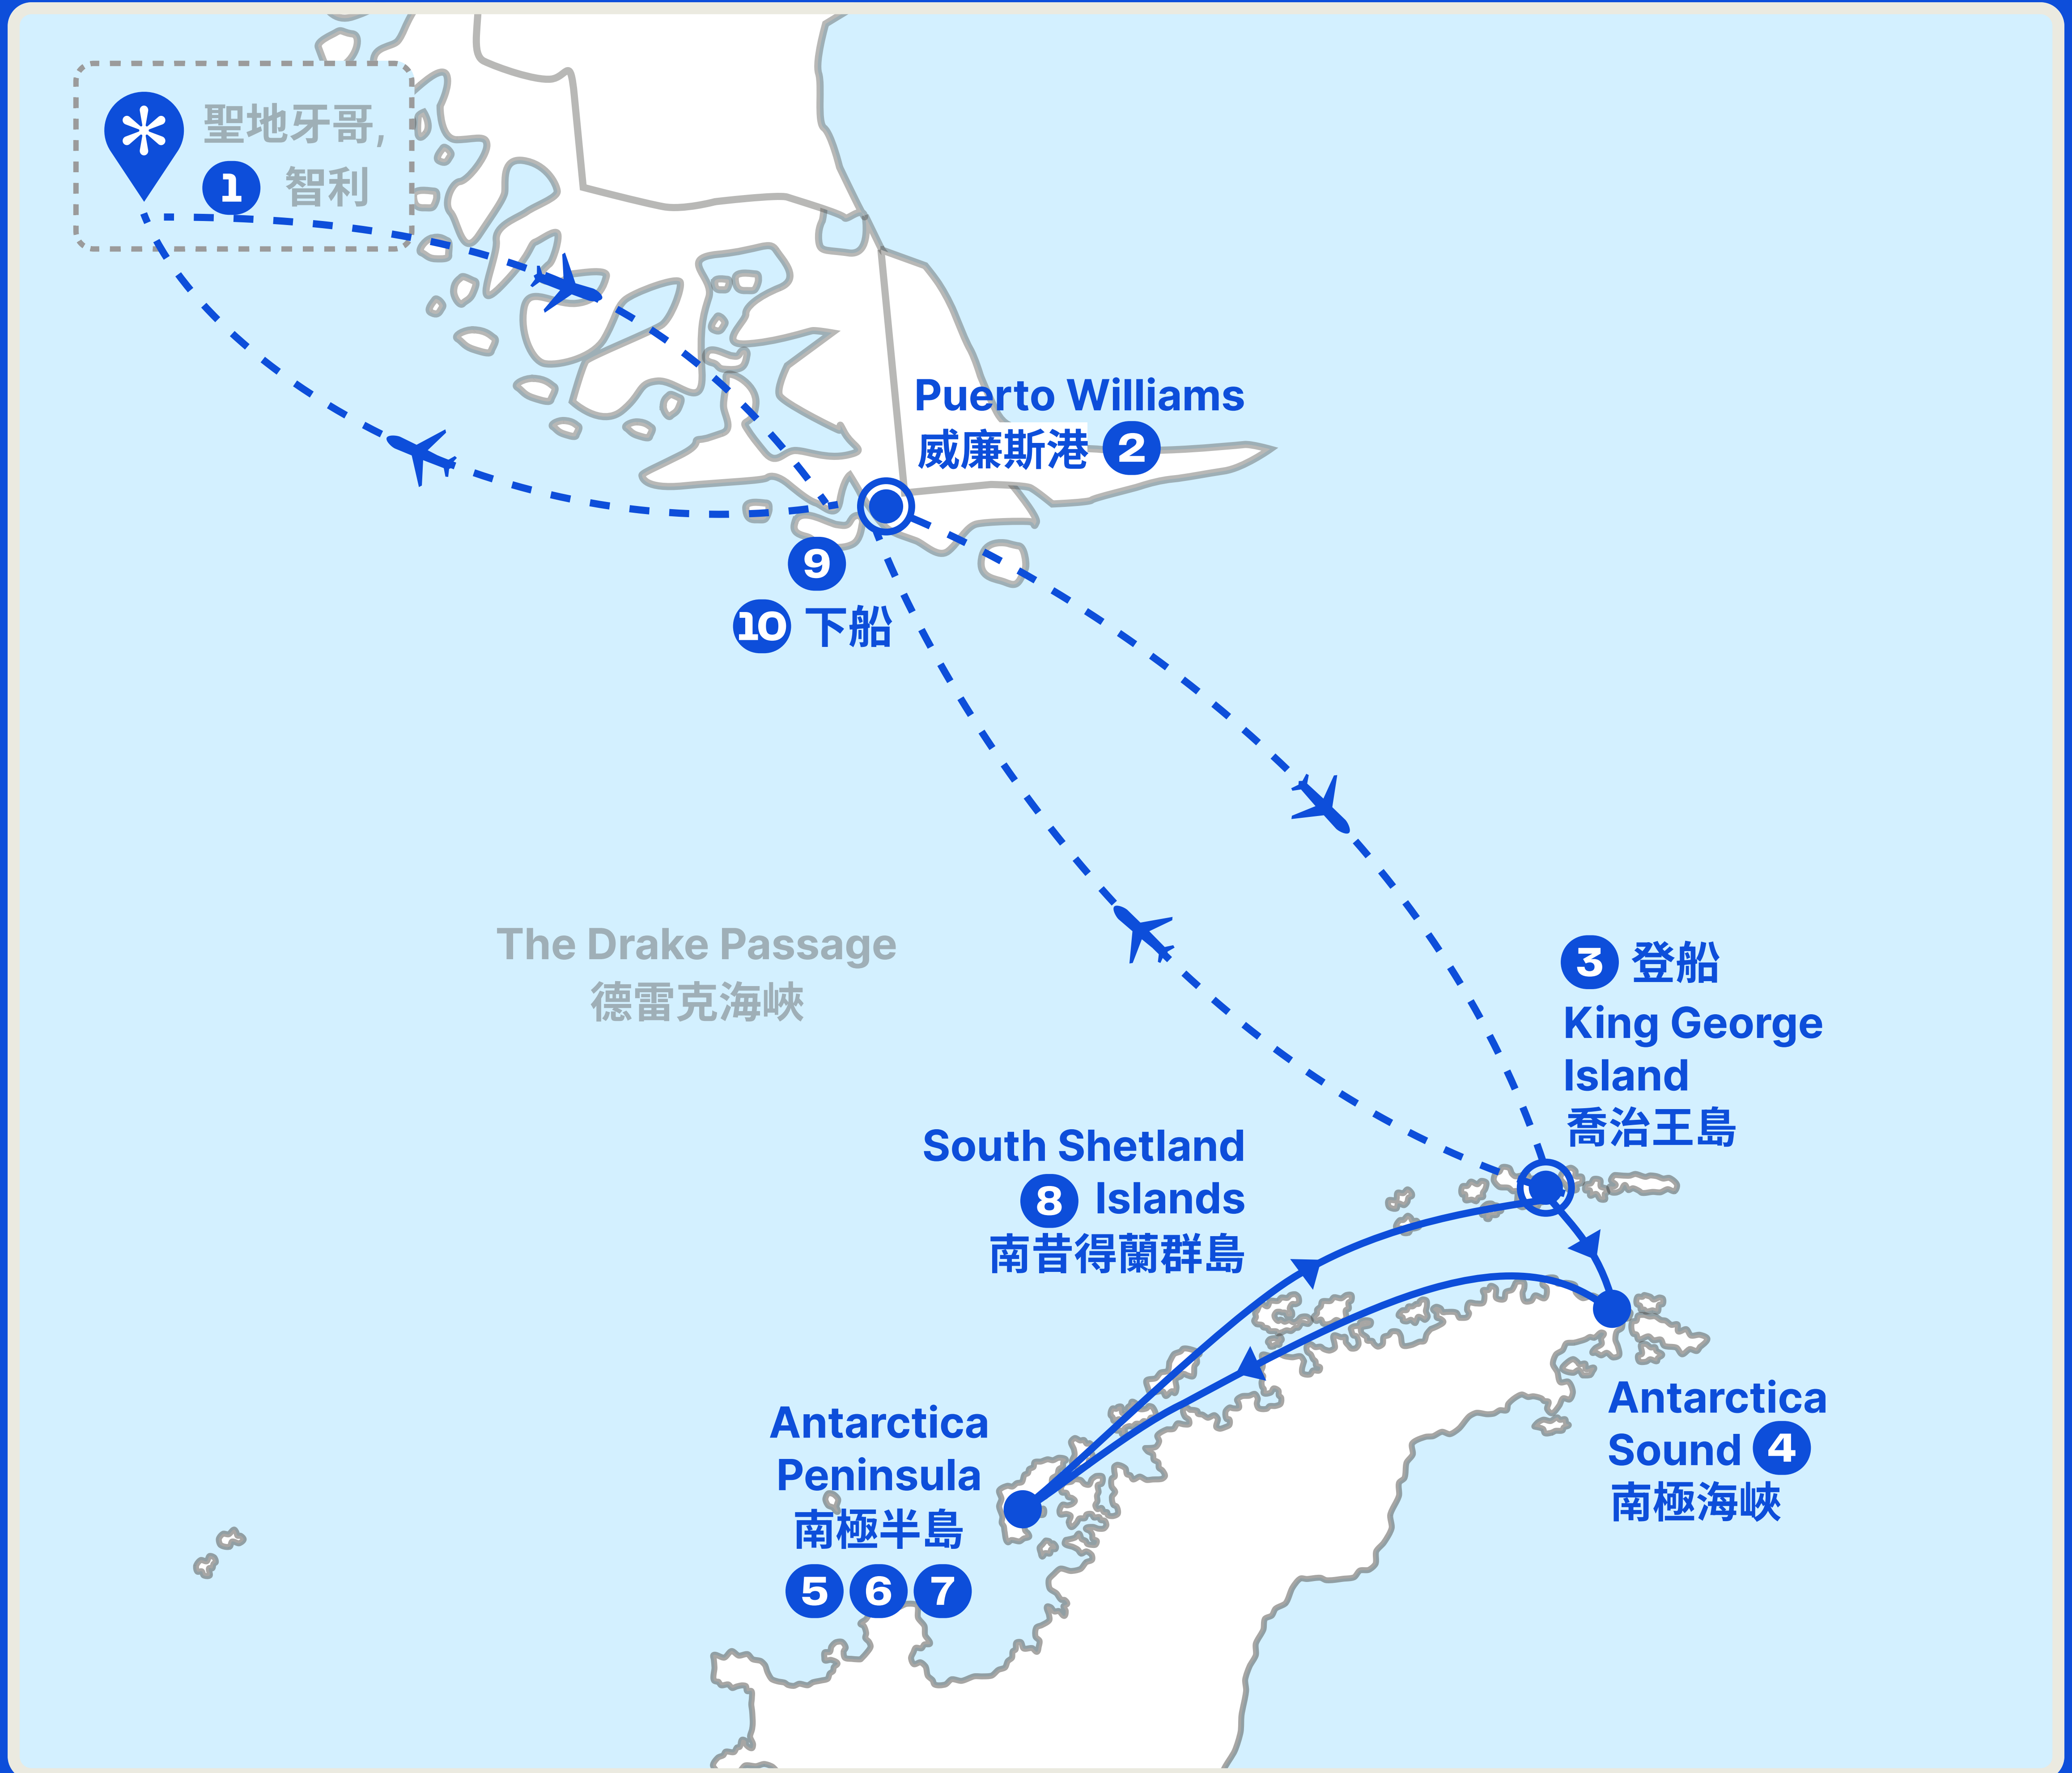 聖地牙哥,
1 智利
Puerto Williams
威廉斯港 2
9
10 下船
The Drake Passage
德雷克海峽
3 登船
King George
Island
喬治王島
South Shetland
8 Islands
南昔得蘭群島
Antarctica
Peninsula
南極半島
5 6 7
Antarctica
Sound 4
南極海峽